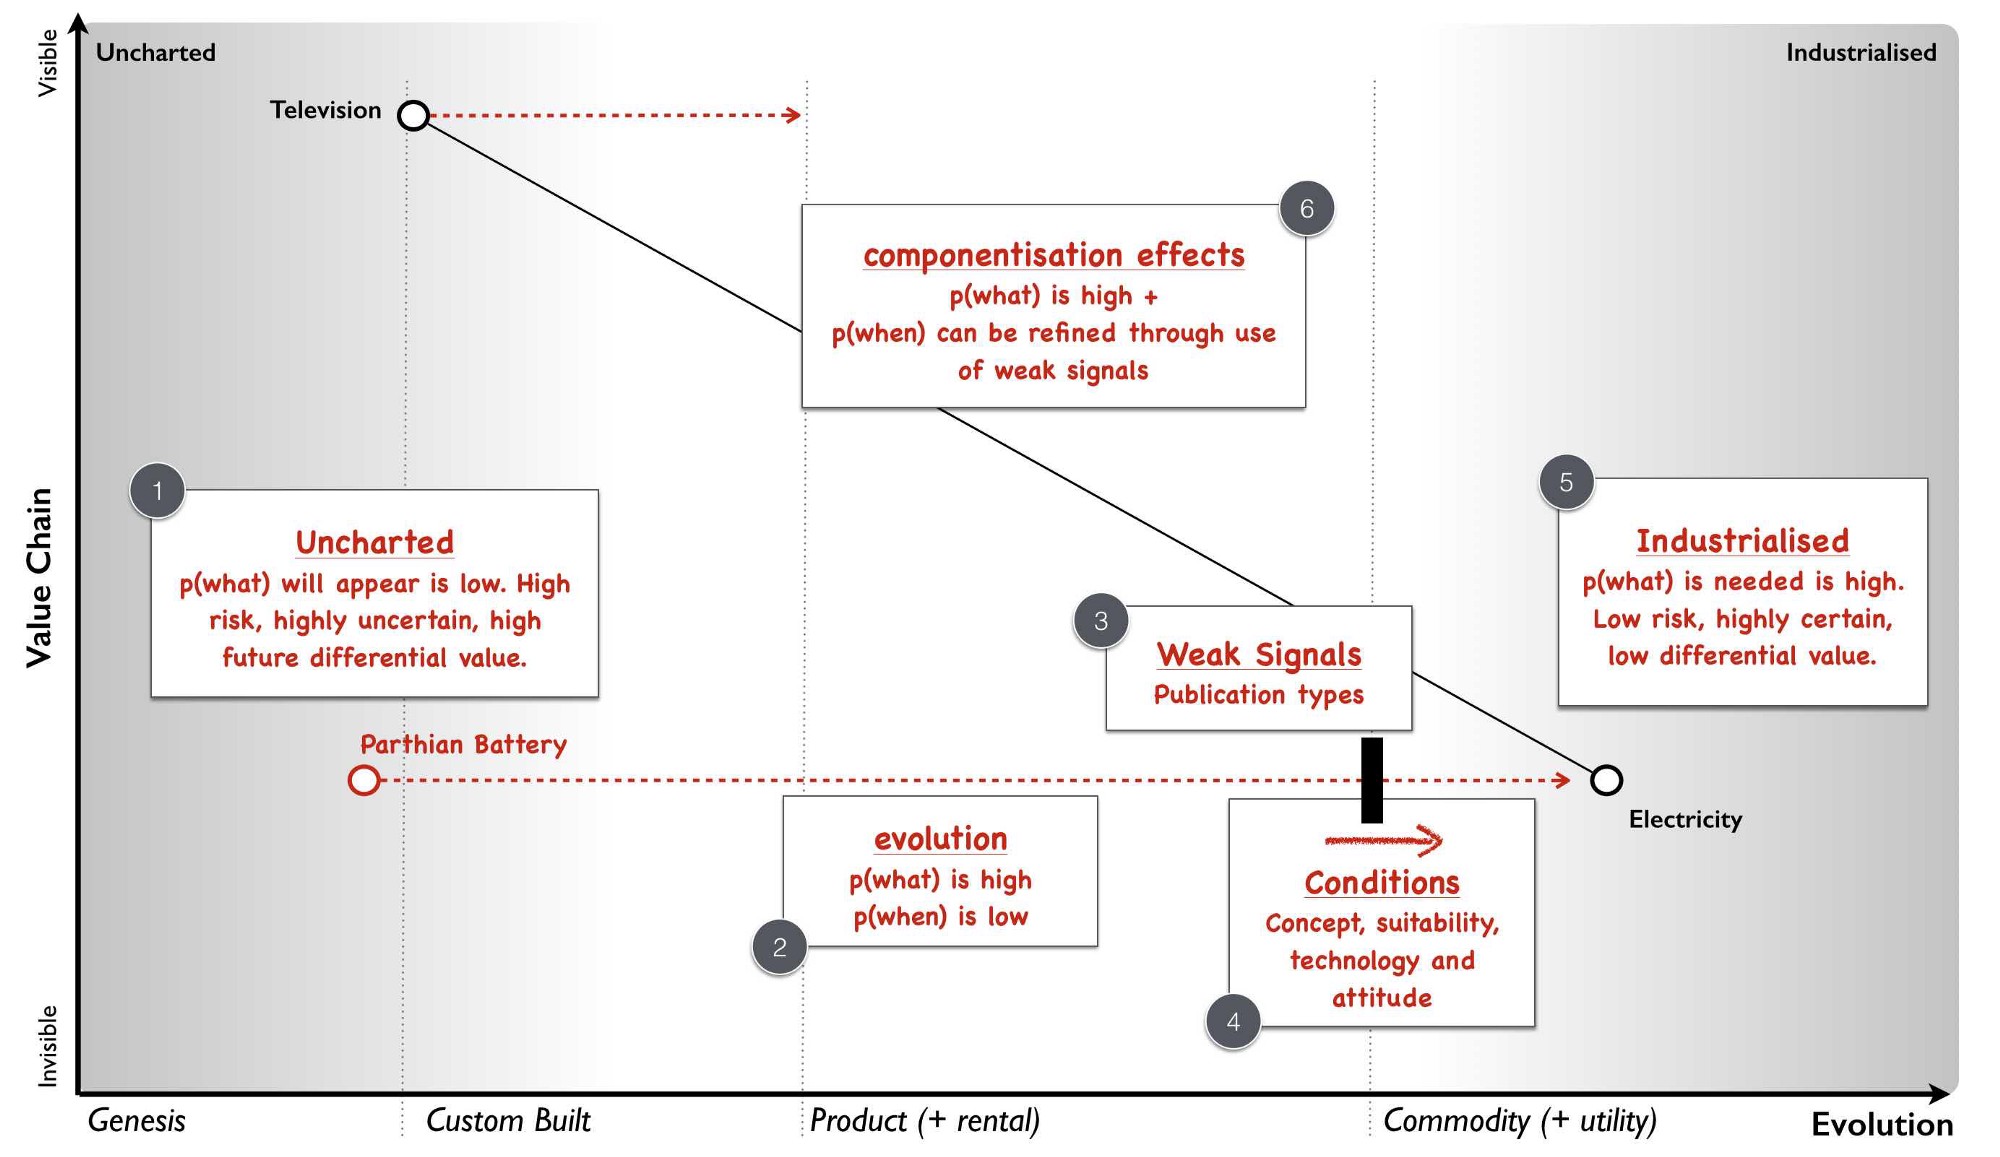 Visible
Uncharted
Industrialised
Television
6
componentisation effects
p(what) is high +
p(when) can be refined through use
of weak signals
1
Uncharted
p(what) will appear is low. High
risk, highly uncertain, high
future differential value.
5
Industrialised
p(what) is needed is high.
Low risk, highly certain,
low differential value.
Value Chain
3
Weak Signals
Publication types
Parthian Battery
Electricity
evolution
p(what) is high
p(when) is low
2
Conditions
Concept, suitability,
technology and
attitude
4
Invisible
Genesis
Custom Built
Product (+ rental)
Commodity (+ utility)
Evolution